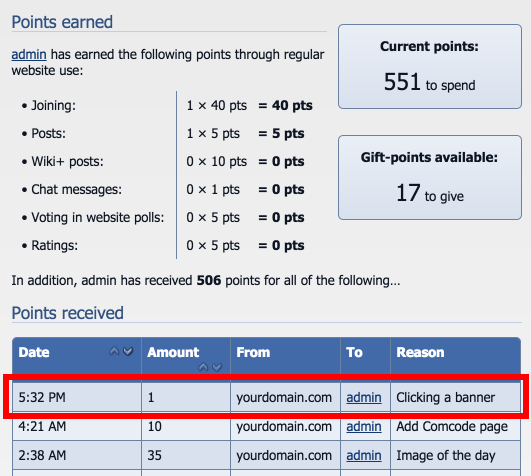 Points earned
admin has earned the following points through regular
website use:
• Joining: 1 × 40 pts = 40 pts
• Posts: 1 × 5 pts = 5 pts
• Wiki+ posts: 0 × 10 pts = 0 pts
• Chat messages: 0 × 1 pts = 0 pts
• Voting in website polls: 0 × 5 pts = 0 pts
• Ratings: 0 × 5 pts = 0 pts
Current points:
551 to spend
Gift-points available:
17 to give
In addition, admin has received 506 points for all of the following...
Points received
Date Amount From To Reason
5:32 PM 1 yourdomain.com admin Clicking a banner
4:21 AM 10 yourdomain.com admin Add Comcode page
2:38 AM 35 yourdomain.com admin Image of the day